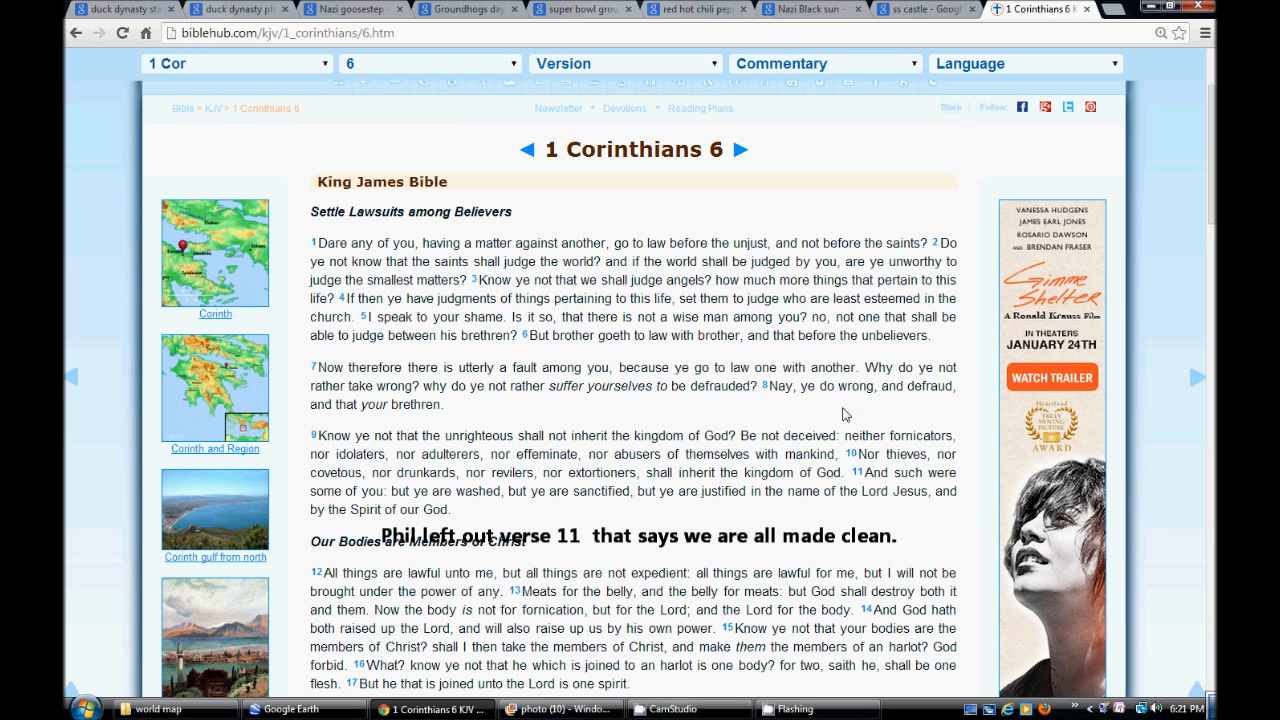 duck dynasty sta
duck dynasty ph
Nazi goosestep -
Groundhogs day
super bowl grou
red hot chili pep
Nazi Black sun -
ss castle - Googl
1 Corinthians 6 K
biblehub.com/kjv/1_corinthians/6.htm
1 Cor
6
Version
Commentary
Language
Bible > KJV > 1 Corinthians 6
Newsletter • Devotions • Reading Plans
Store | Follow:
1 Corinthians 6
King James Bible
Settle Lawsuits among Believers
1Dare any of you, having a matter against another, go to law before the unjust, and not before the saints? 2 Do
ye not know that the saints shall judge the world? and if the world shall be judged by you, are ye unworthy to
judge the smallest matters? 3 Know ye not that we shall judge angels? how much more things that pertain to this
life? 4 If then ye have judgments of things pertaining to this life, set them to judge who are least esteemed in the
church. 5 I speak to your shame. Is it so, that there is not a wise man among you? no, not one that shall be
able to judge between his brethren? 6 But brother goeth to law with brother, and that before the unbelievers.
7Now therefore there is utterly a fault among you, because ye go to law one with another. Why do ye not
rather take wrong? why do ye not rather suffer yourselves to be defrauded? 8Nay, ye do wrong, and defraud,
and that your brethren.
9Know ye not that the unrighteous shall not inherit the kingdom of God? Be not deceived: neither fornicators,
nor idolaters, nor adulterers, nor effeminate, nor abusers of themselves with mankind, 10Nor thieves, nor
covetous, nor drunkards, nor revilers, nor extortioners, shall inherit the kingdom of God. 11And such were
some of you: but ye are washed, but ye are sanctified, but ye are justified in the name of the Lord Jesus, and
by the Spirit of our God.
Phil left out verse 11 that says we are all made clean.
Our Bodies are Members of Christ
12All things are lawful unto me, but all things are not expedient: all things are lawful for me, but I will not be
brought under the power of any. 13Meats for the belly, and the belly for meats: but God shall destroy both it
and them. Now the body is not for fornication, but for the Lord; and the Lord for the body. 14And God hath
both raised up the Lord, and will also raise up us by his own power. 15Know ye not that your bodies are the
members of Christ? shall I then take the members of Christ, and make them the members of an harlot? God
forbid. 16What? know ye not that he which is joined to an harlot is one body? for two, saith he, shall be one
flesh. 17But he that is joined unto the Lord is one spirit.
Corinth
Corinth and Region
Corinth gulf from north
VANESSA HUDGENS
JAMES EARL JONES
ROSARIO DAWSON
AND BRENDAN FRASER
Gimme
Shelter
A Ronald Krauss Film
IN THEATERS
JANUARY 24TH
WATCH TRAILER
Heartland
TRULY
MOVING
PICTURE
AWARD
world map
Google Earth
1 Corinthians 6 KJV ...
photo (10) - Windo...
CamStudio
Flashing
6:21 PM